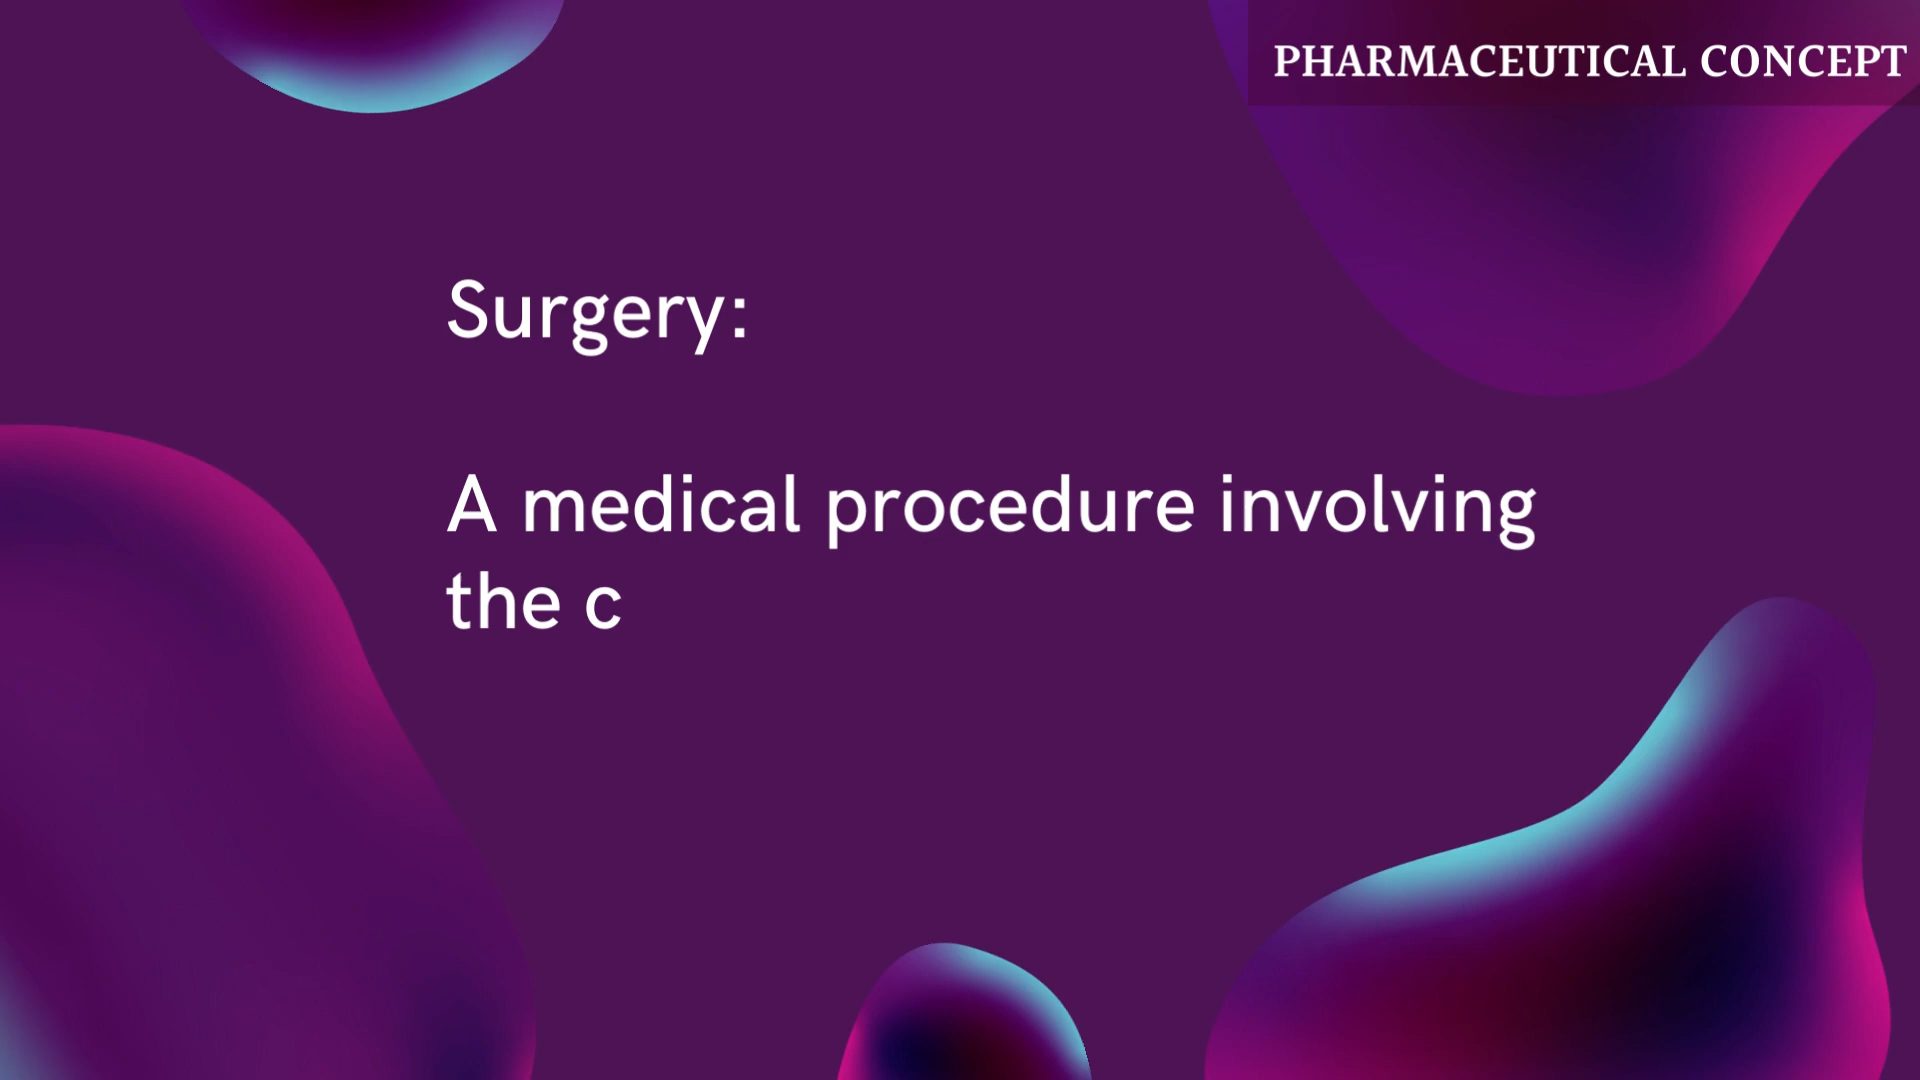 PHARMACEUTICAL CONCEPT
Surgery:
A medical procedure involving
the c